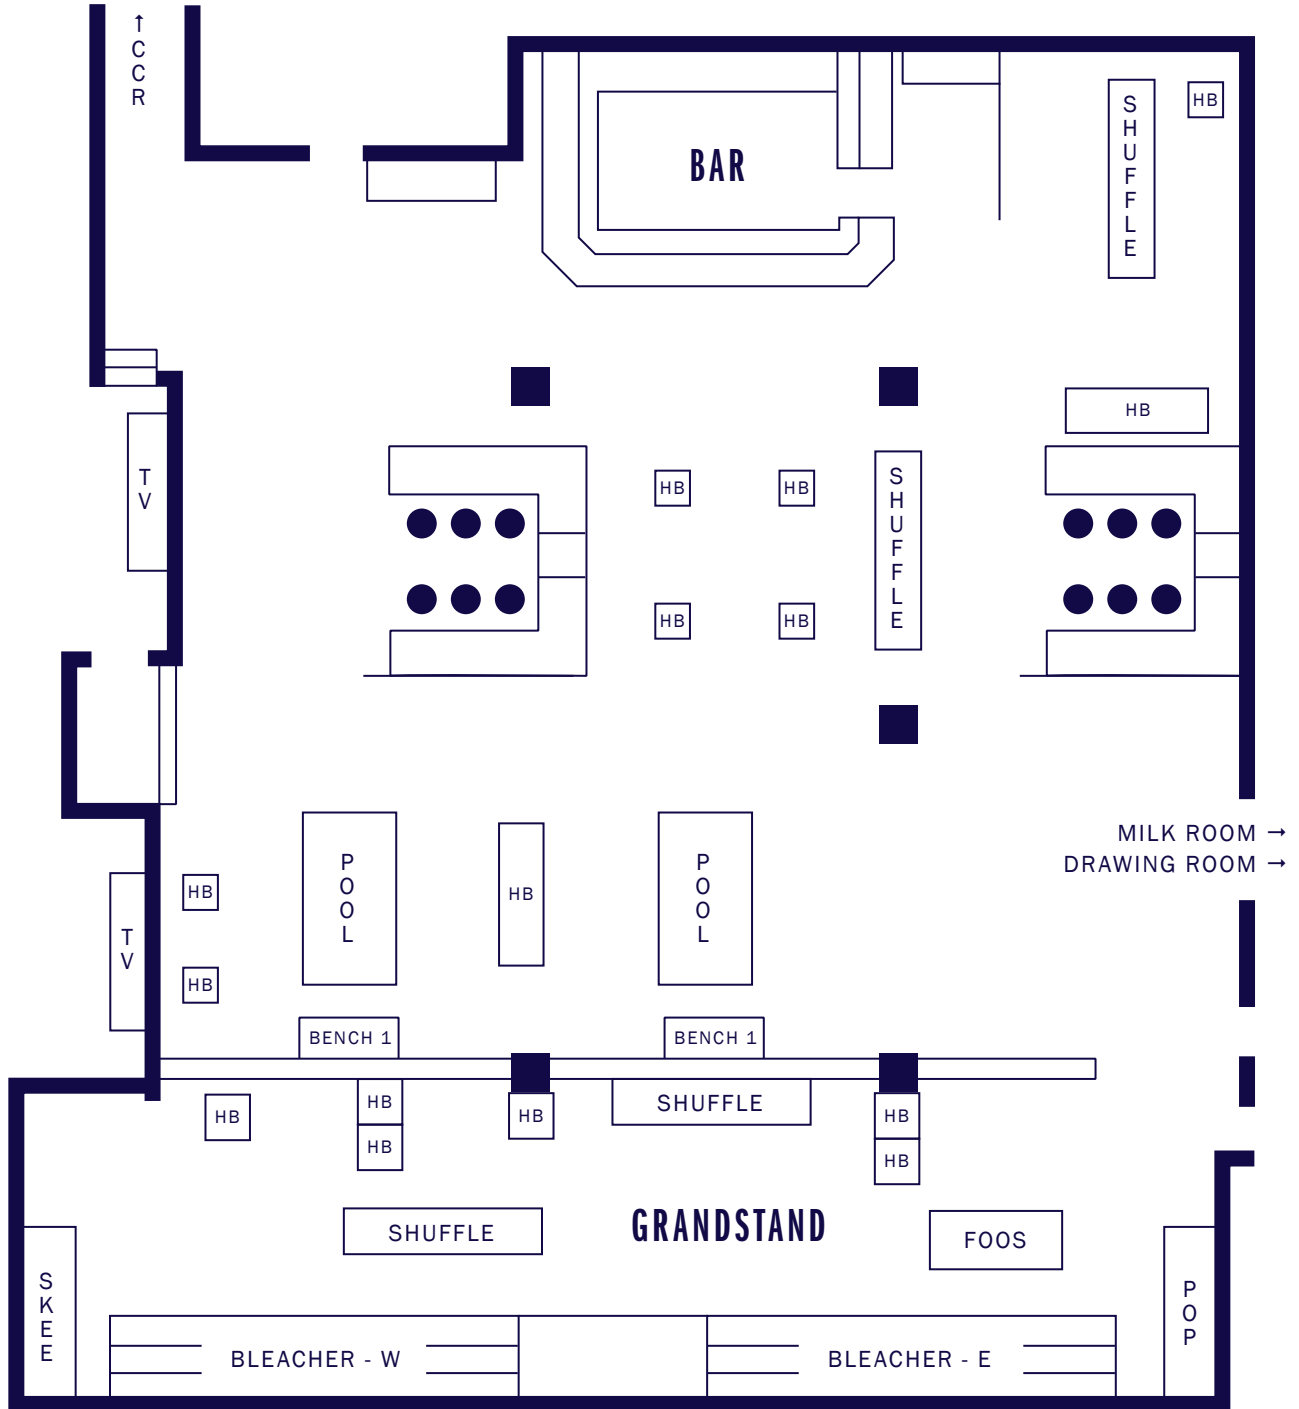 ↑CCR
BAR
SHUFFLE
HB
HB
TV
HB
HB
SHUFFLE
HB
HB
MILK ROOM →
DRAWING ROOM →
POOL
HB
POOL
HB
TV
HB
BENCH 1
BENCH 1
HB
HB
HB
HB
SHUFFLE
HB
HB
SHUFFLE
GRANDSTAND
FOOS
SKEE
POP
BLEACHER - W
BLEACHER - E